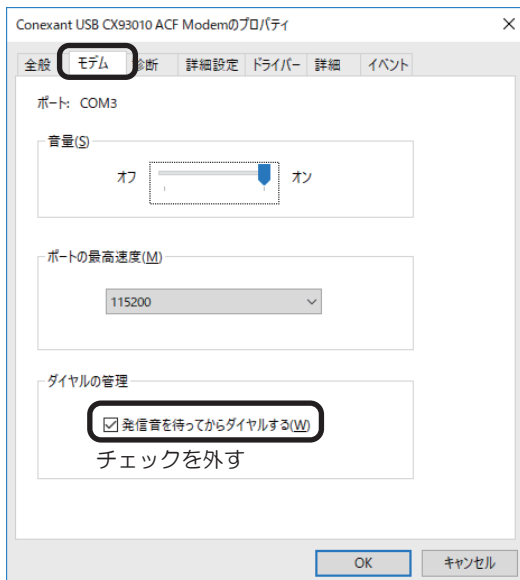 Conexant USB CX93010 ACF Modemのプロパティ
全般 モデム 診断 詳細設定 ドライバー 詳細 イベント
ポート: COM3
音量(S)
オフ オン
ポートの最高速度(M)
115200
ダイヤルの管理
発信音を待ってからダイヤルする(W)
チェックを外す
OK キャンセル